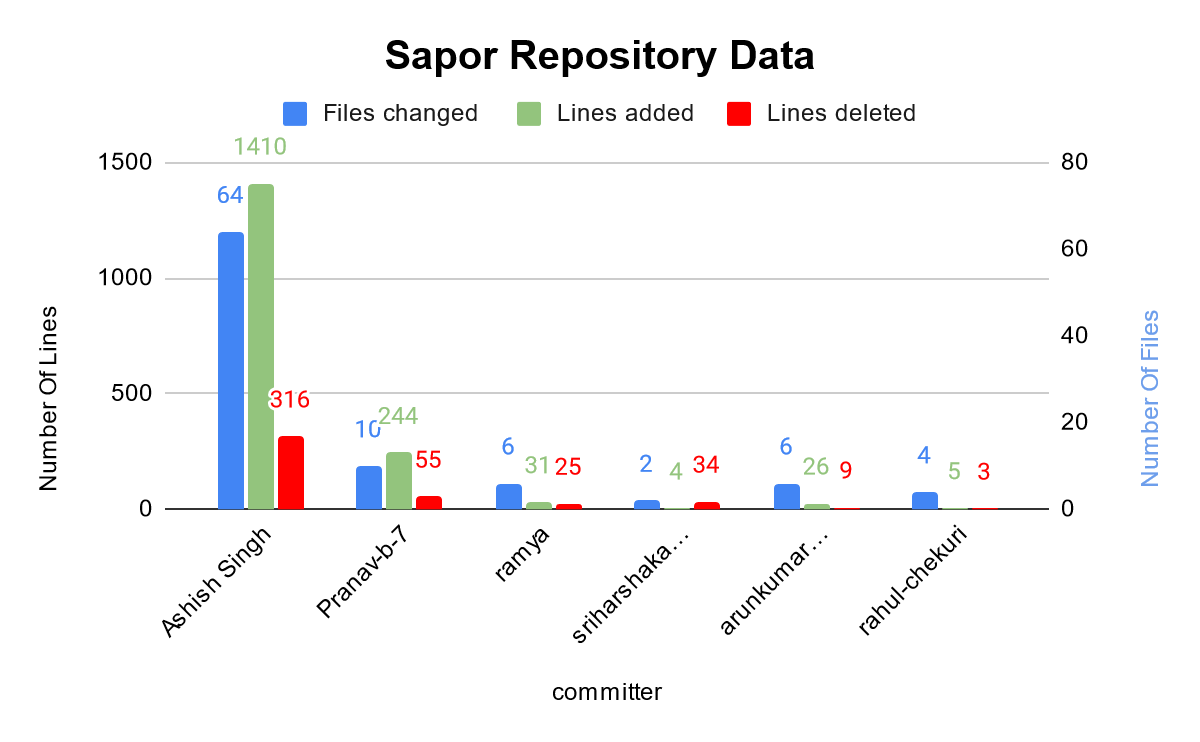 Sapor Repository Data
Files changed Lines added Lines deleted
1500
1000
500
0
Number Of Lines
80
60
40
20
0
Number Of Files
64
1410
316
10
244
55
6
31
25
2
4
34
6
26
9
4
5
3
Ashish Singh
Pranav-b-7
ramya
sriharshaka…
arunkumar…
rahul-chekuri
committer